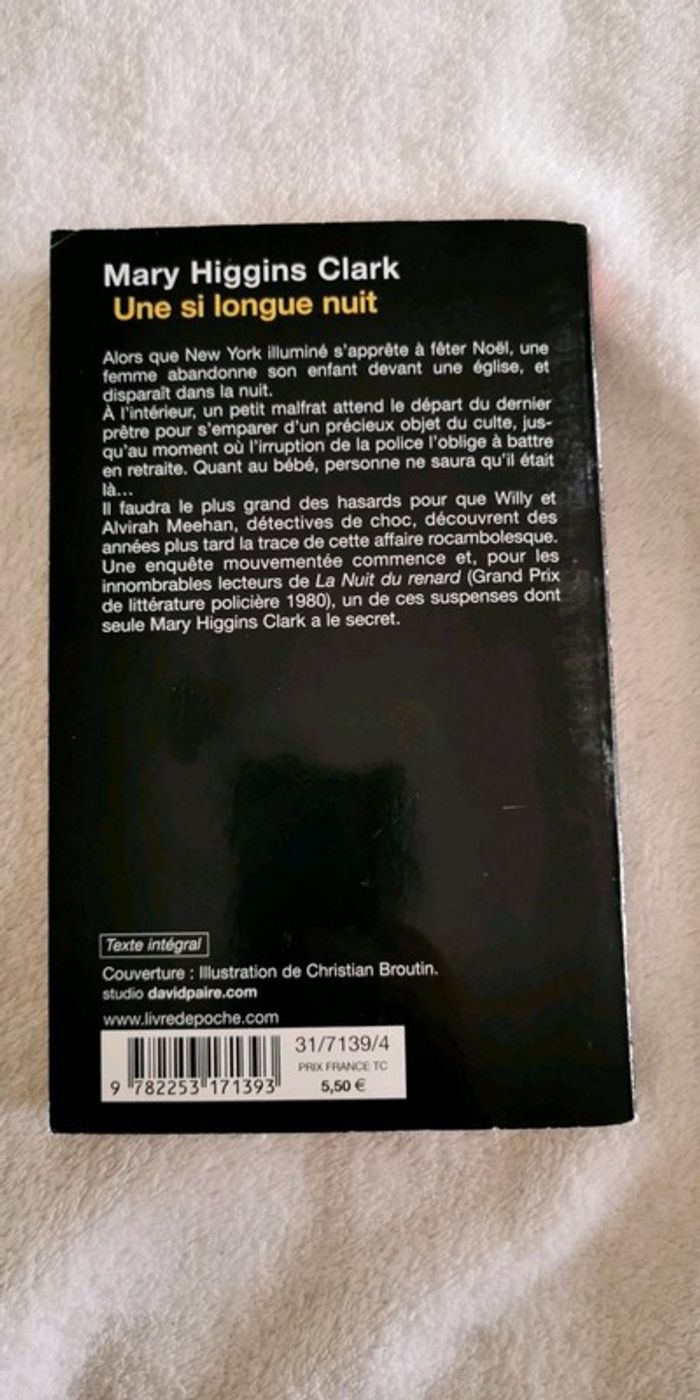 Mary Higgins Clark
Une si longue nuit
Alors que New York illuminé s'apprête à fêter Noël, une
femme abandonne son enfant devant une église, et
disparaît dans la nuit.
À l'intérieur, un petit malfrat attend le départ du dernier
prêtre pour s'emparer d'un précieux objet du culte, jus-
qu'au moment où l'irruption de la police l'oblige à battre
en retraite. Quant au bébé, personne ne saura qu'il était
là...
Il faudra le plus grand des hasards pour que Willy et
Alvirah Meehan, détectives de choc, découvrent des
années plus tard la trace de cette affaire rocambolesque.
Une enquête mouvementée commence et, pour les
innombrables lecteurs de La Nuit du renard (Grand Prix
de littérature policière 1980), un de ces suspenses dont
seule Mary Higgins Clark a le secret.
Texte intégral
Couverture : Illustration de Christian Broutin.
studio davidpaire.com
www.livredepoche.com
31/7139/4
PRIX FRANCE TC
5,50 €
9 782253 171393